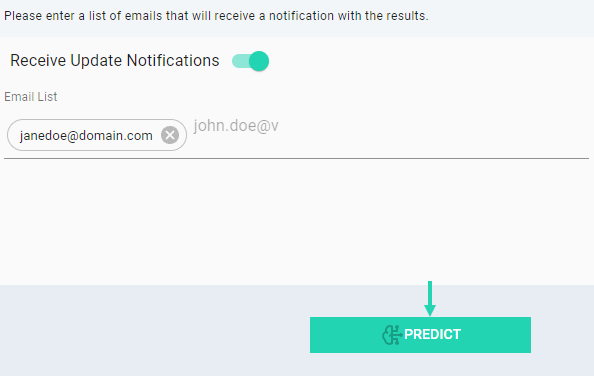 Please enter a list of emails that will receive a notification with the results.
Receive Update Notifications
Email List
janedoe@domain.com john.doe@v
PREDICT